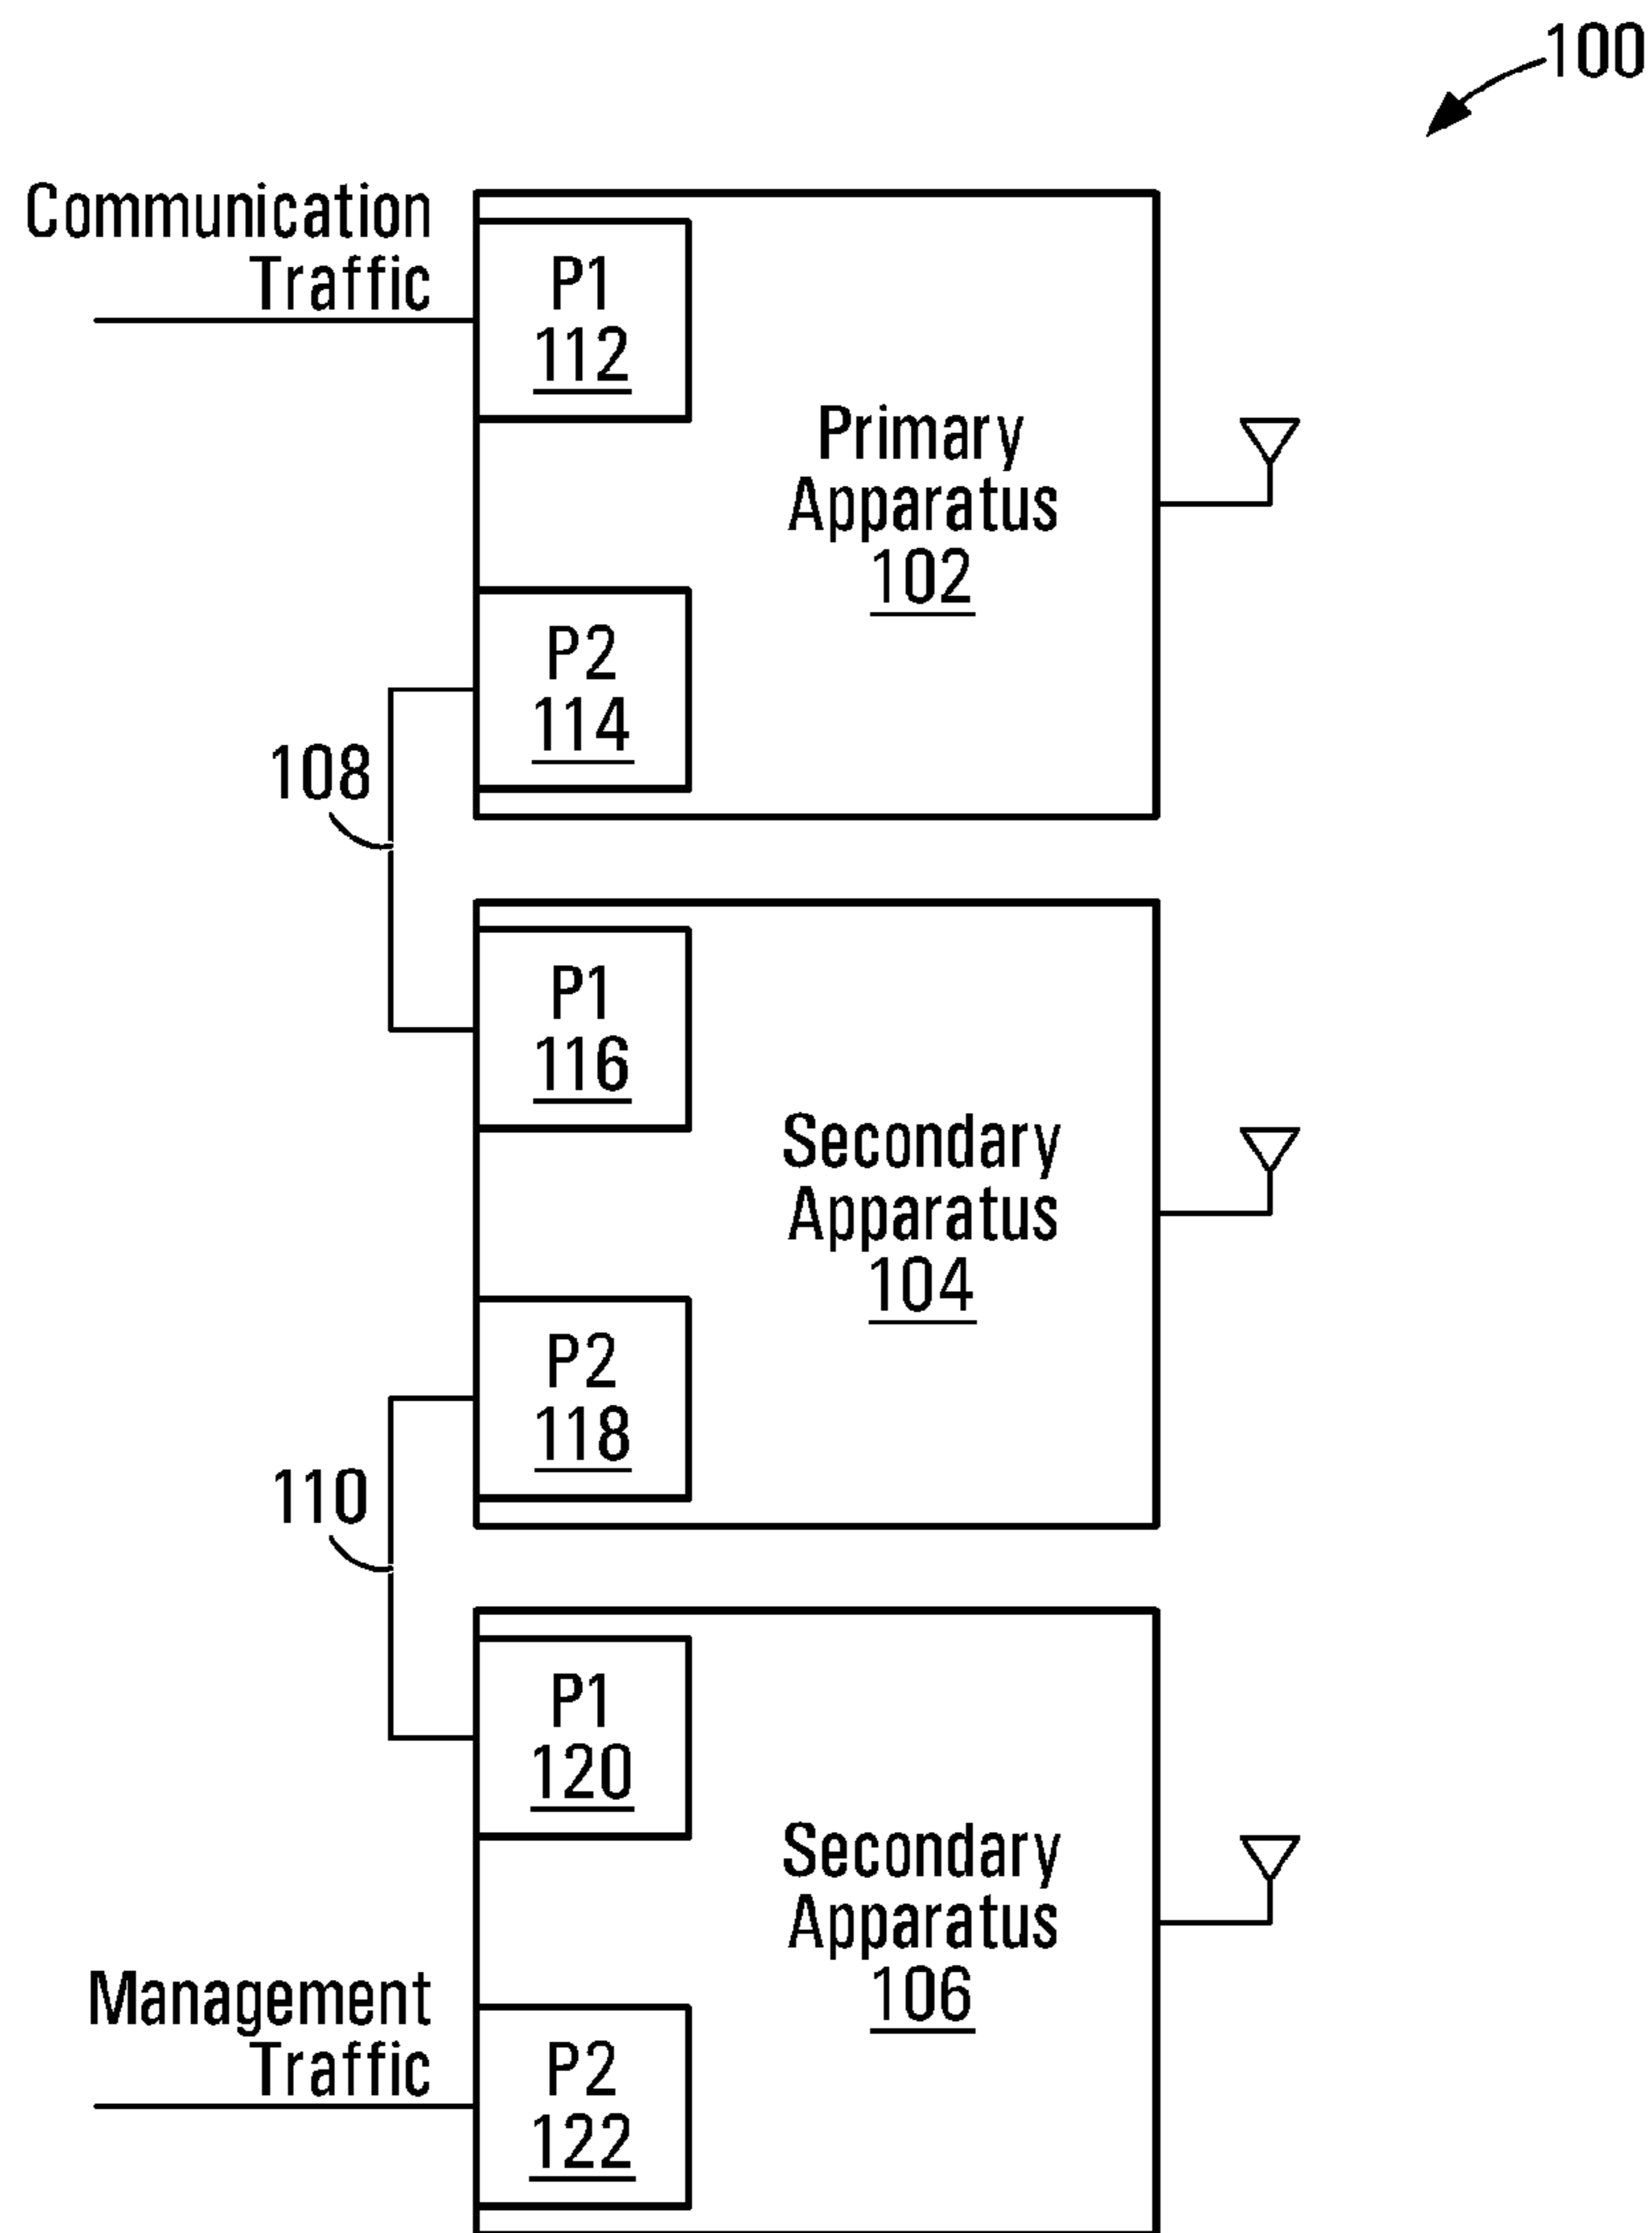 100
Communication
Traffic
P1
112
Primary
Apparatus
102
P2
114
108
P1
116
Secondary
Apparatus
104
P2
118
110
P1
120
Secondary
Apparatus
106
Management
Traffic
P2
122